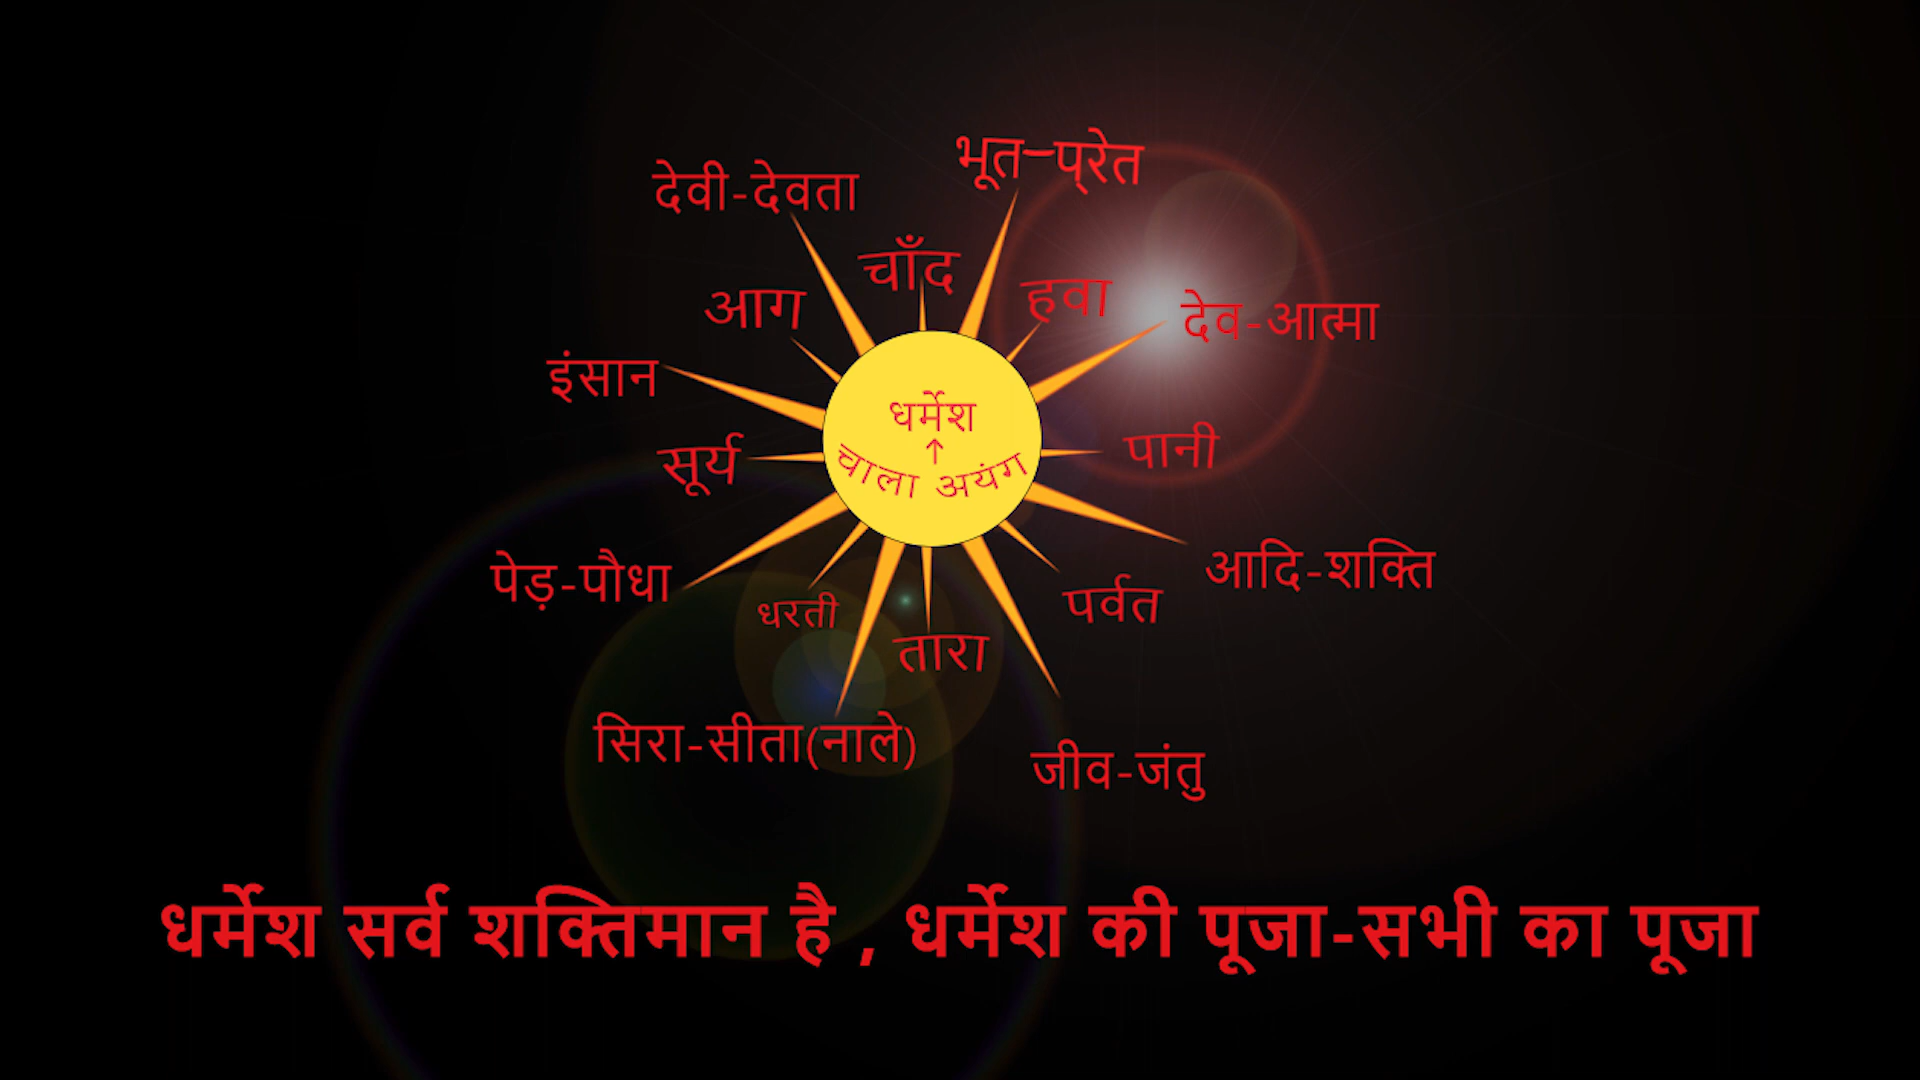 भूत-प्रेत
देवी-देवता
चाँद
हवा
आग
देव-आत्मा
इंसान
धर्मेश
↑
चाला अयंग
सूर्य
पानी
पेड़-पौधा
आदि-शक्ति
धरती
पर्वत
तारा
सिरा-सीता(नाले)
जीव-जंतु
धर्मेश सर्व शक्तिमान है , धर्मेश की पूजा-सभी का पूजा